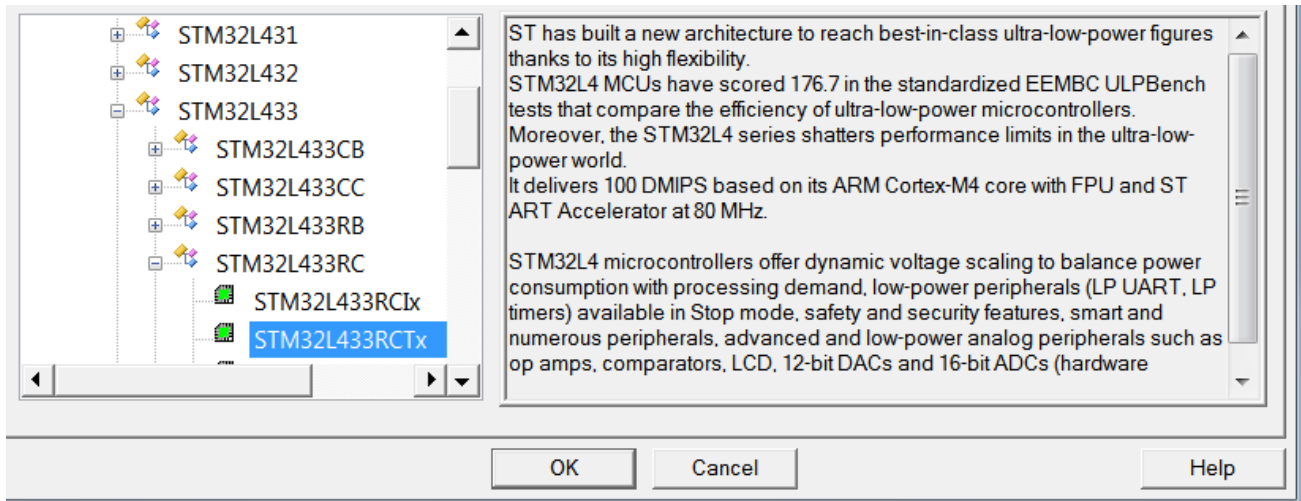 STM32L431
STM32L432
STM32L433
STM32L433CB
STM32L433CC
STM32L433RB
STM32L433RC
STM32L433RCIx
STM32L433RCTx
ST has built a new architecture to reach best-in-class ultra-low-power figures
thanks to its high flexibility.
STM32L4 MCUs have scored 176.7 in the standardized EEMBC ULPBench
tests that compare the efficiency of ultra-low-power microcontrollers.
Moreover, the STM32L4 series shatters performance limits in the ultra-low-
power world.
It delivers 100 DMIPS based on its ARM Cortex-M4 core with FPU and ST
ART Accelerator at 80 MHz.
STM32L4 microcontrollers offer dynamic voltage scaling to balance power
consumption with processing demand, low-power peripherals (LP UART, LP
timers) available in Stop mode, safety and security features, smart and
numerous peripherals, advanced and low-power analog peripherals such as
op amps, comparators, LCD, 12-bit DACs and 16-bit ADCs (hardware
OK
Cancel
Help